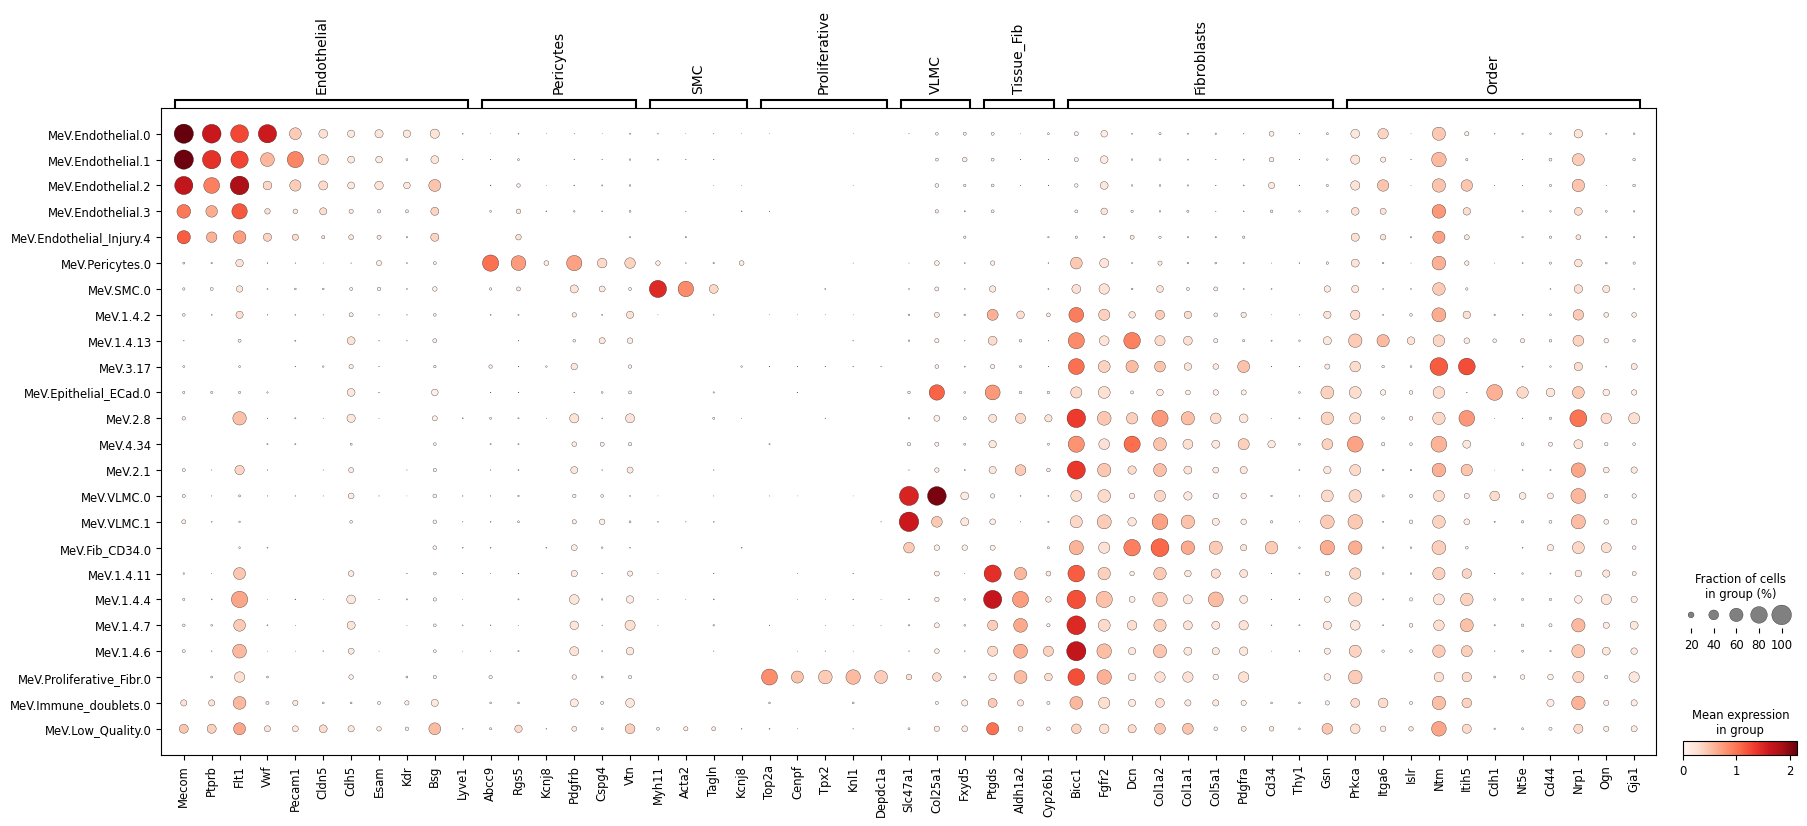 Endothelial
Pericytes
SMC
Proliferative
VLMC
Tissue_Fib
Fibroblasts
Order
MeV.Endothelial.0
MeV.Endothelial.1
MeV.Endothelial.2
MeV.Endothelial.3
MeV.Endothelial_Injury.4
MeV.Pericytes.0
MeV.SMC.0
MeV.1.4.2
MeV.1.4.13
MeV.3.17
MeV.Epithelial_ECad.0
MeV.2.8
MeV.4.34
MeV.2.1
MeV.VLMC.0
MeV.VLMC.1
MeV.Fib_CD34.0
MeV.1.4.11
MeV.1.4.4
MeV.1.4.7
MeV.1.4.6
MeV.Proliferative_Fibr.0
MeV.Immune_doublets.0
MeV.Low_Quality.0
Mecom
Ptprb
Flt1
Vwf
Pecam1
Cldn5
Cdh5
Esam
Kdr
Bsg
Lyve1
Abcc9
Rgs5
Kcnj8
Pdgfrb
Cspg4
Vtn
Myh11
Acta2
Tagln
Kcnj8
Top2a
Cenpf
Tpx2
Knl1
Depdc1a
Slc47a1
Col25a1
Fxyd5
Ptgds
Aldh1a2
Cyp26b1
Bicc1
Fgfr2
Dcn
Col1a2
Col1a1
Col5a1
Pdgfra
Cd34
Thy1
Gsn
Prkca
Itga6
Islr
Ntm
Itih5
Cdh1
Nt5e
Cd44
Nrp1
Ogn
Gja1
Fraction of cells
in group (%)
20 40 60 80 100
Mean expression
in group
0 1 2